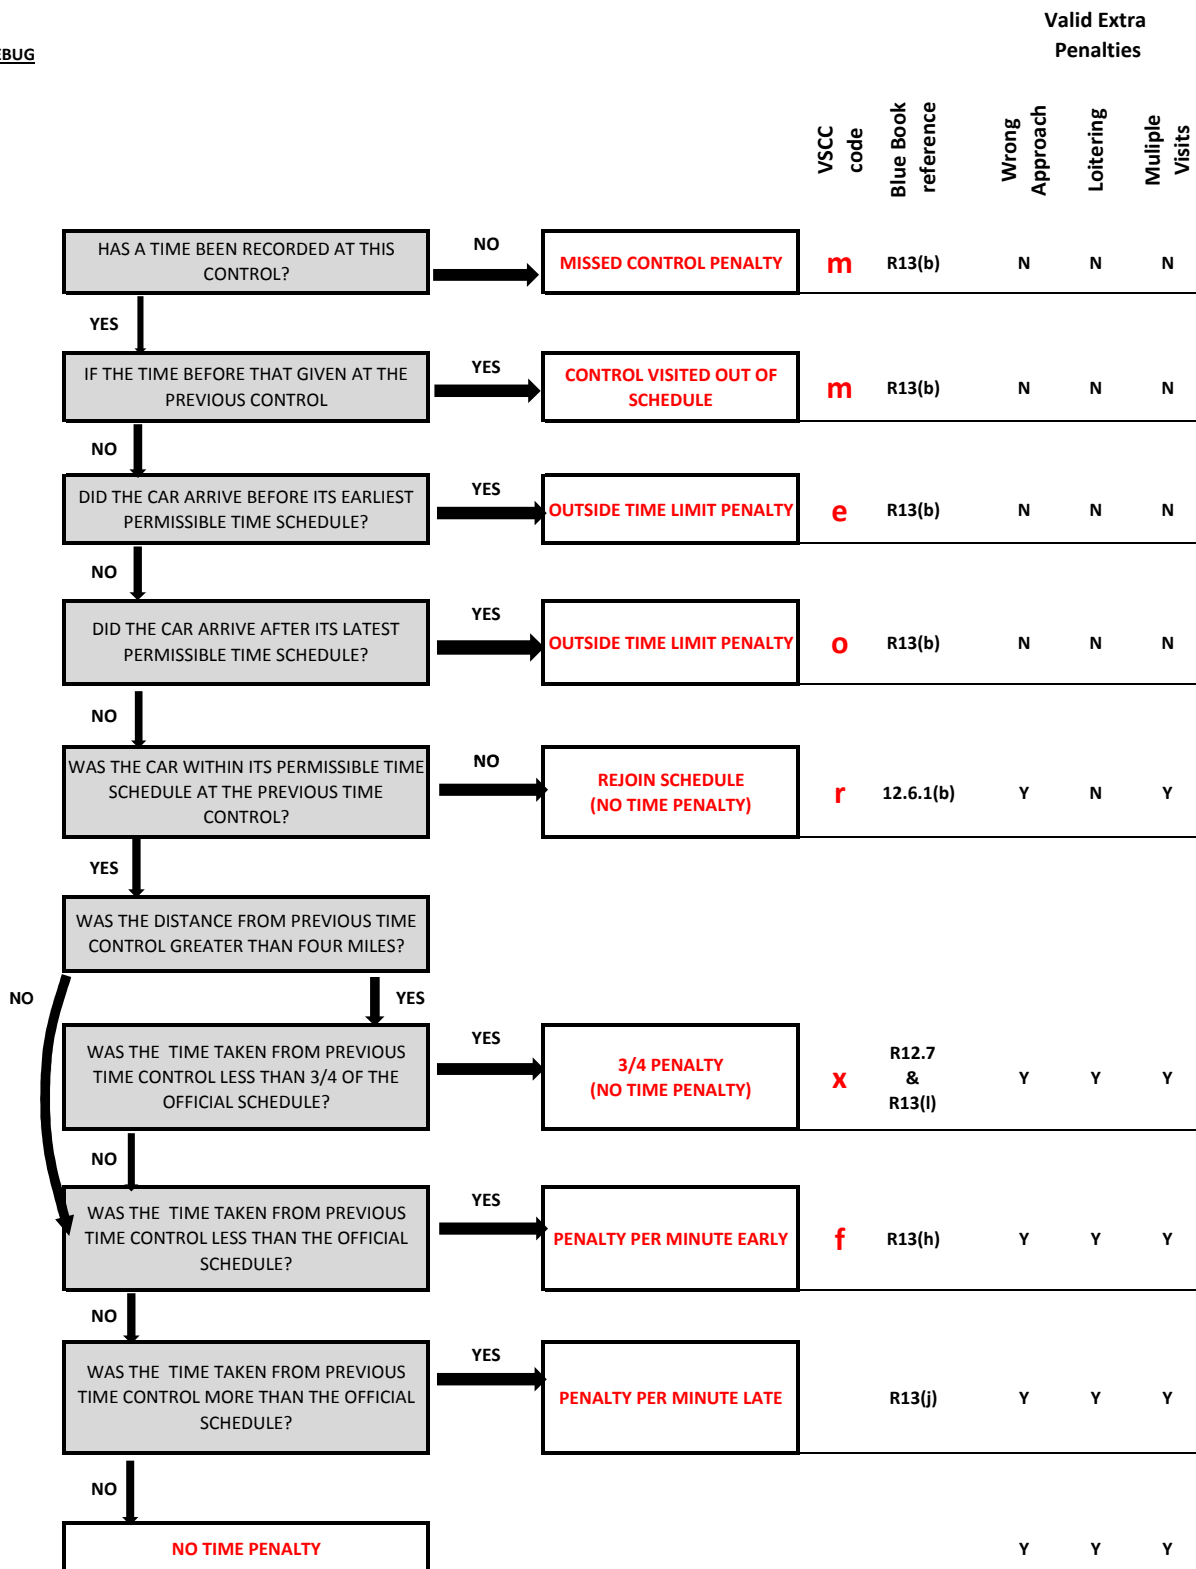 Valid Extra
Penalties
EBUG
VSCC
code
Blue Book
reference
Wrong
Approach
Loitering
Muliple
Visits
HAS A TIME BEEN RECORDED AT THIS
CONTROL?
NO
MISSED CONTROL PENALTY
m
R13(b)
N
N
N
YES
IF THE TIME BEFORE THAT GIVEN AT THE
PREVIOUS CONTROL
YES
CONTROL VISITED OUT OF
SCHEDULE
m
R13(b)
N
N
N
NO
DID THE CAR ARRIVE BEFORE ITS EARLIEST
PERMISSIBLE TIME SCHEDULE?
YES
OUTSIDE TIME LIMIT PENALTY
e
R13(b)
N
N
N
NO
DID THE CAR ARRIVE AFTER ITS LATEST
PERMISSIBLE TIME SCHEDULE?
YES
OUTSIDE TIME LIMIT PENALTY
o
R13(b)
N
N
N
NO
WAS THE CAR WITHIN ITS PERMISSIBLE TIME
SCHEDULE AT THE PREVIOUS TIME
CONTROL?
NO
REJOIN SCHEDULE
(NO TIME PENALTY)
r
12.6.1(b)
Y
N
Y
YES
WAS THE DISTANCE FROM PREVIOUS TIME
CONTROL GREATER THAN FOUR MILES?
NO
YES
WAS THE TIME TAKEN FROM PREVIOUS
TIME CONTROL LESS THAN 3/4 OF THE
OFFICIAL SCHEDULE?
YES
3/4 PENALTY
(NO TIME PENALTY)
x
R12.7
&
R13(l)
Y
Y
Y
NO
WAS THE TIME TAKEN FROM PREVIOUS
TIME CONTROL LESS THAN THE OFFICIAL
SCHEDULE?
YES
PENALTY PER MINUTE EARLY
f
R13(h)
Y
Y
Y
NO
WAS THE TIME TAKEN FROM PREVIOUS
TIME CONTROL MORE THAN THE OFFICIAL
SCHEDULE?
YES
PENALTY PER MINUTE LATE
R13(j)
Y
Y
Y
NO
NO TIME PENALTY
Y
Y
Y